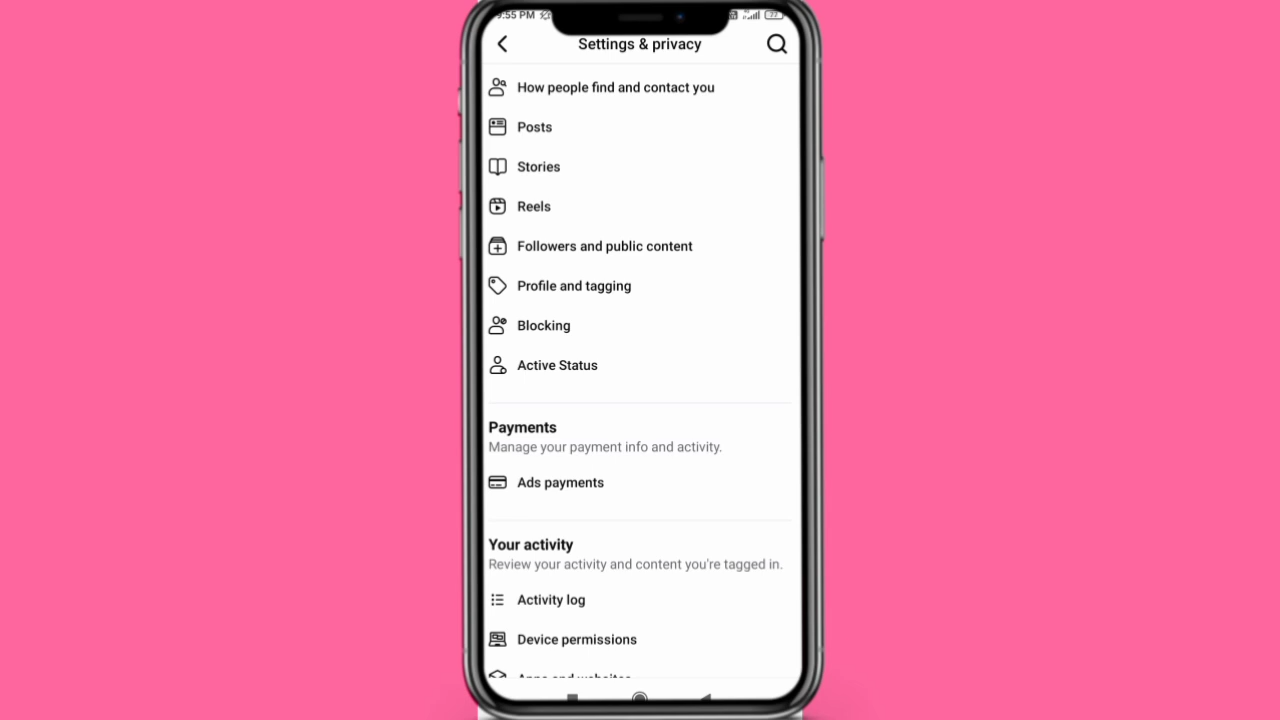 9:55 PM
Settings & privacy
How people find and contact you
Posts
Stories
Reels
Followers and public content
Profile and tagging
Blocking
Active Status
Payments
Manage your payment info and activity.
Ads payments
Your activity
Review your activity and content you're tagged in.
Activity log
Device permissions
Apps and websites